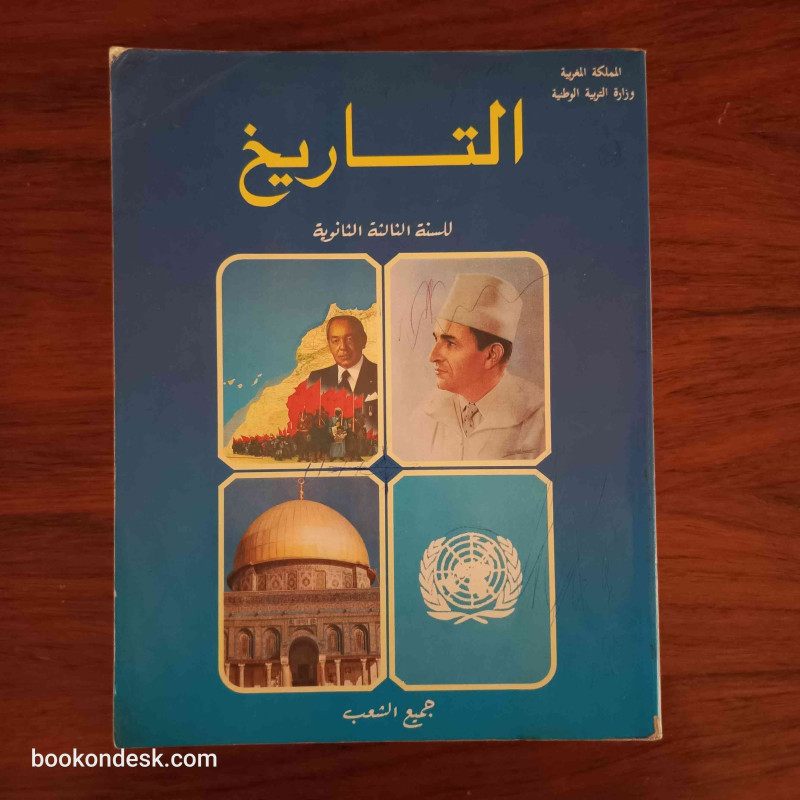 المملكة المغربية
وزارة التربية الوطنية
التاريخ
للسنة الثالثة الثانوية
جميع الشعب
bookondesk.com